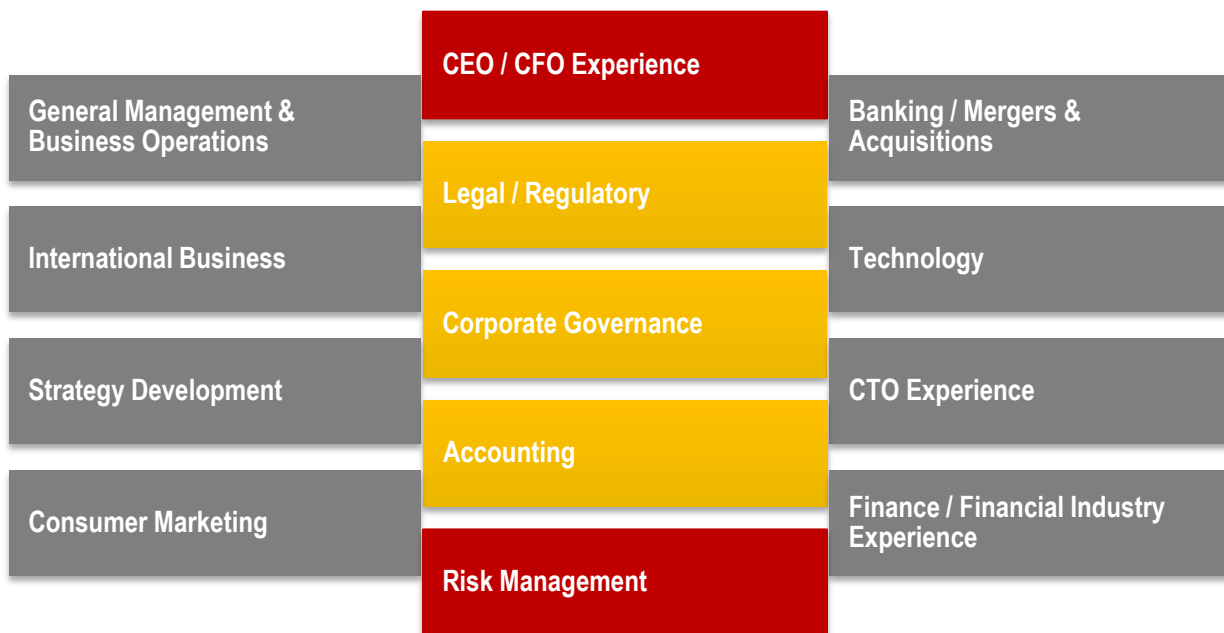 CEO / CFO Experience
General Management &
Business Operations
Banking / Mergers &
Acquisitions
Legal / Regulatory
International Business
Technology
Corporate Governance
Strategy Development
CTO Experience
Accounting
Consumer Marketing
Finance / Financial Industry
Experience
Risk Management